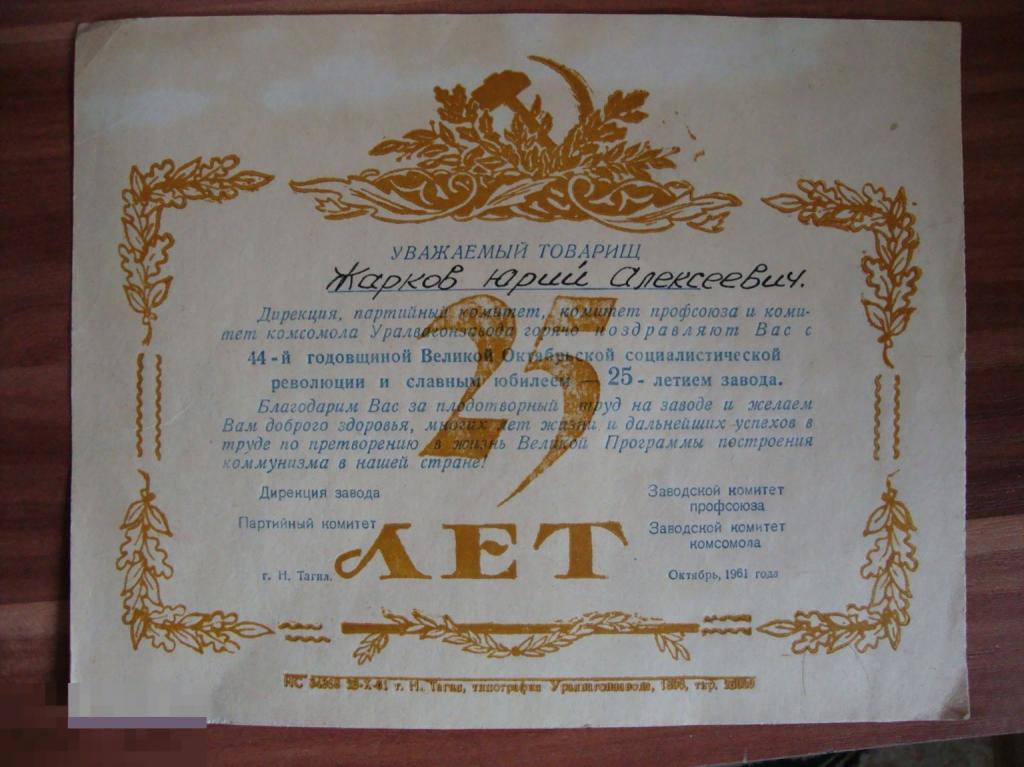 УВАЖАЕМЫЙ ТОВАРИЩ
Жарков Юрий Алексеевич.
Дирекция, партийный комитет, комитет профсоюза и коми-
тет комсомола Уралвагонзавода горячо поздравляют Вас с
44-й годовщиной Великой Октябрьской социалистической
революции и славным юбилеем — 25-летием завода.
Благодарим Вас за плодотворный труд на заводе и желаем
Вам доброго здоровья, многих лет жизни и дальнейших успехов в
труде по претворению в жизнь Великой Программы построения
коммунизма в нашей стране!
25
ЛЕТ
Дирекция завода
Партийный комитет
г. Н. Тагил.
Заводской комитет
профсоюза
Заводской комитет
комсомола
Октябрь, 1961 года
НС г. Н. Тагил, типография Уралвагонзавода, тир.